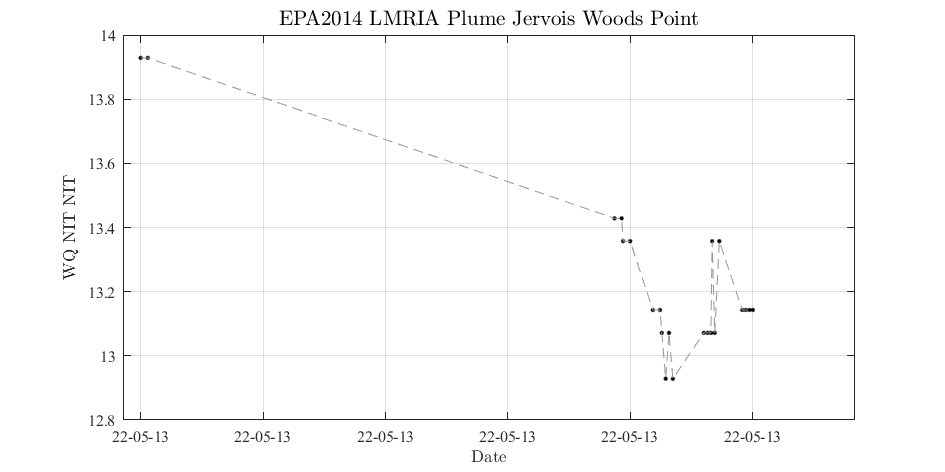 EPA2014 LMRIA Plume Jervois Woods Point
14
13.8
13.6
13.4
13.2
13
12.8
WQ NIT NIT
22-05-13 22-05-13 22-05-13 22-05-13 22-05-13 22-05-13
Date